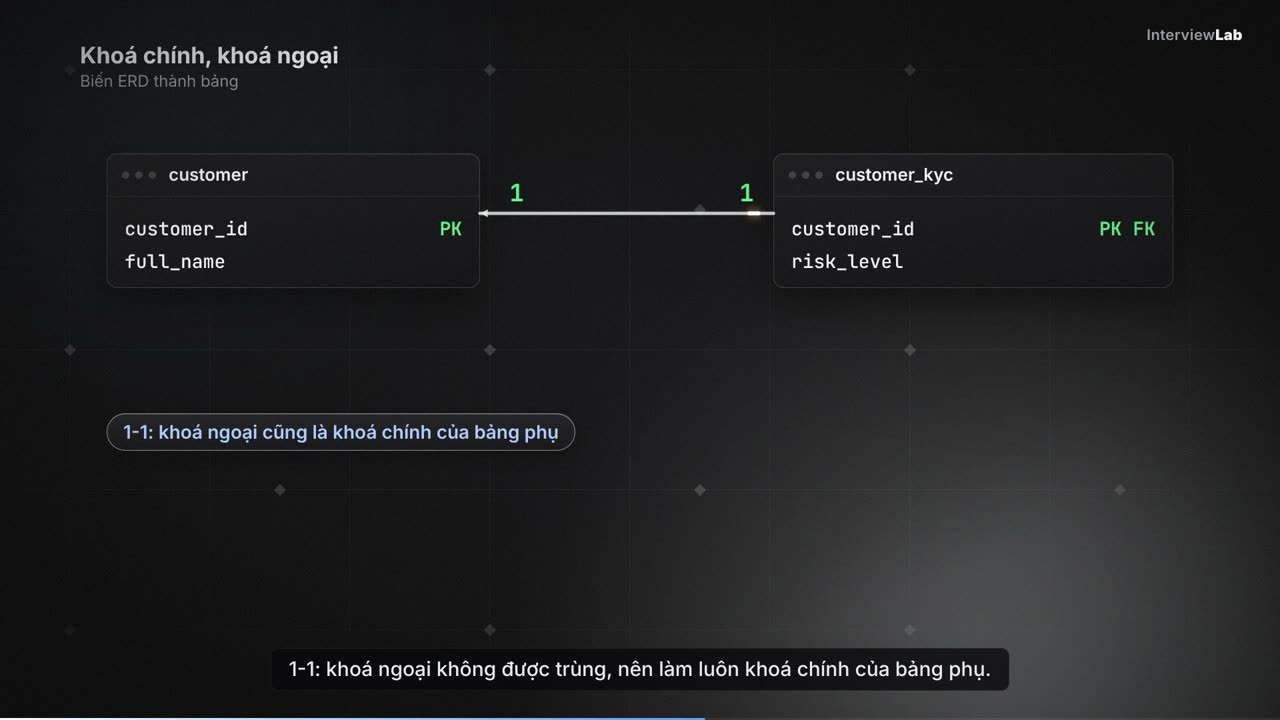 Khoá chính, khoá ngoại
Biến ERD thành bảng
InterviewLab
customer
customer_id PK
full_name
1
1
customer_kyc
customer_id PK FK
risk_level
1-1: khoá ngoại cũng là khoá chính của bảng phụ
1-1: khoá ngoại không được trùng, nên làm luôn khoá chính của bảng phụ.